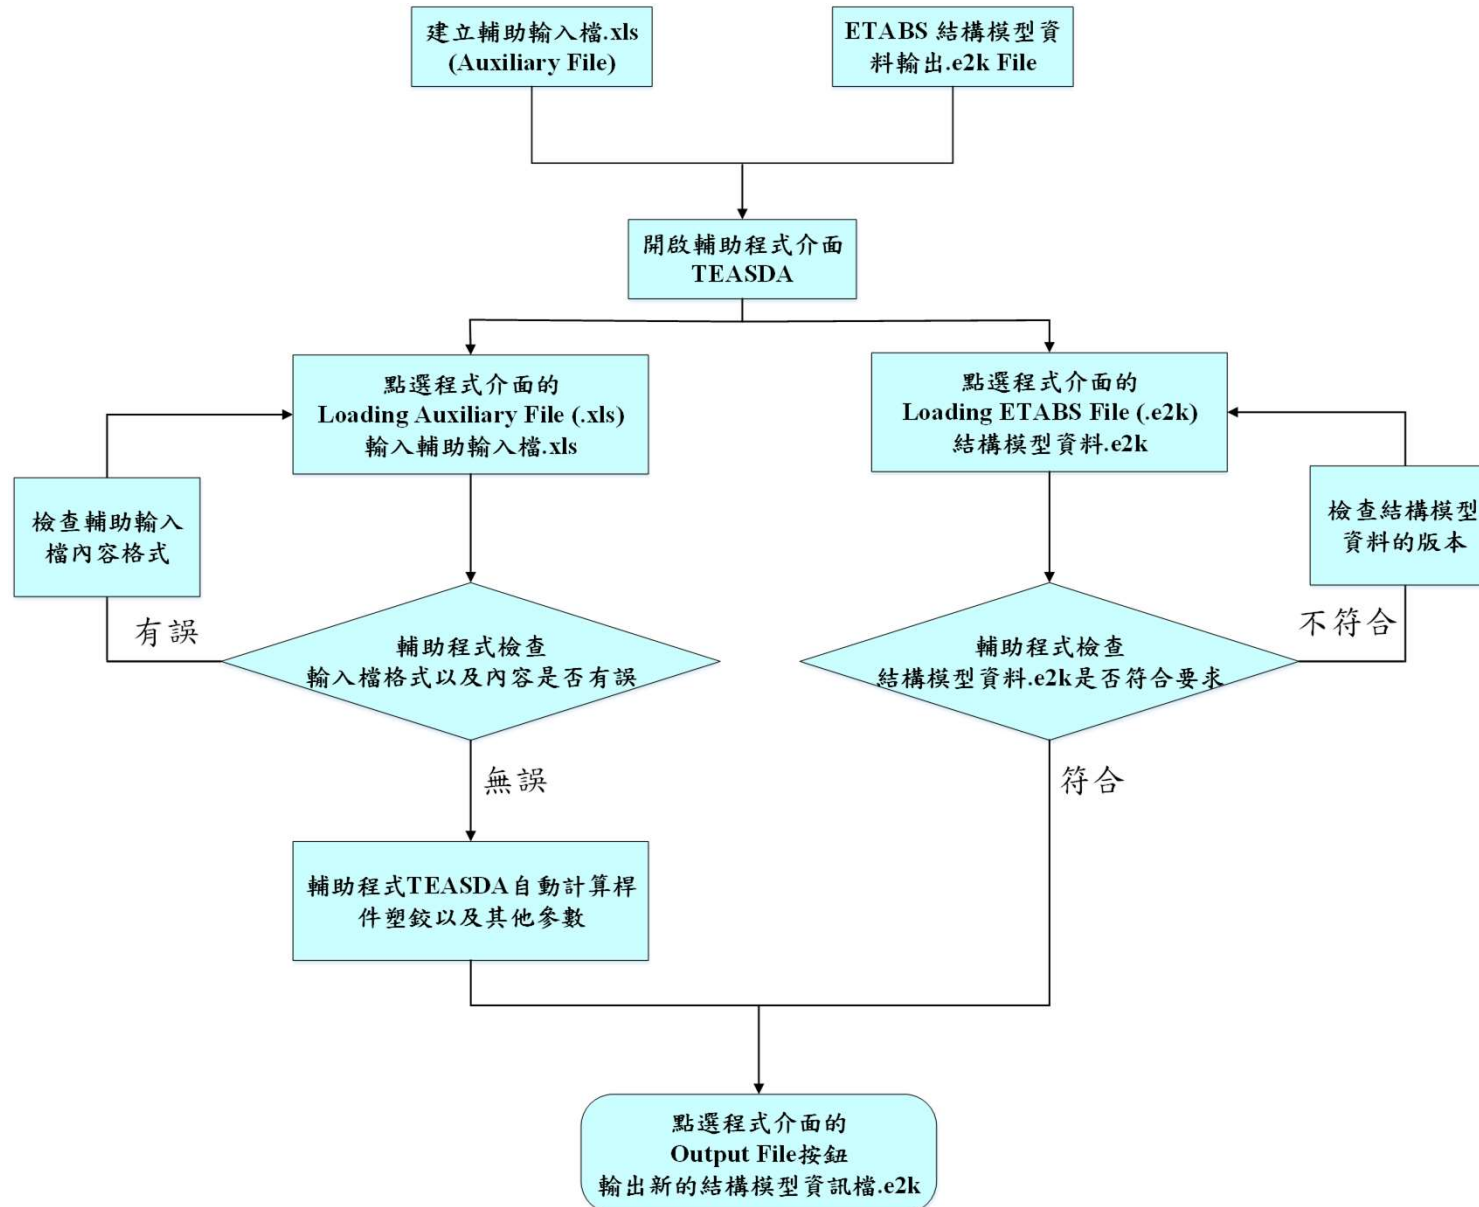 建立輔助輸入檔.xls
(Auxiliary File)
ETABS 結構模型資
料輸出.e2k File
開啟輔助程式介面
TEASDA
點選程式介面的
Loading Auxiliary File (.xls)
輸入輔助輸入檔.xls
點選程式介面的
Loading ETABS File (.e2k)
結構模型資料.e2k
檢查輔助輸入
檔內容格式
檢查結構模型
資料的版本
有誤
輔助程式檢查
輸入檔格式以及內容是否有誤
輔助程式檢查
結構模型資料.e2k是否符合要求
不符合
無誤
符合
輔助程式TEASDA自動計算桿
件塑鉸以及其他參數
點選程式介面的
Output File按鈕
輸出新的結構模型資訊檔.e2k